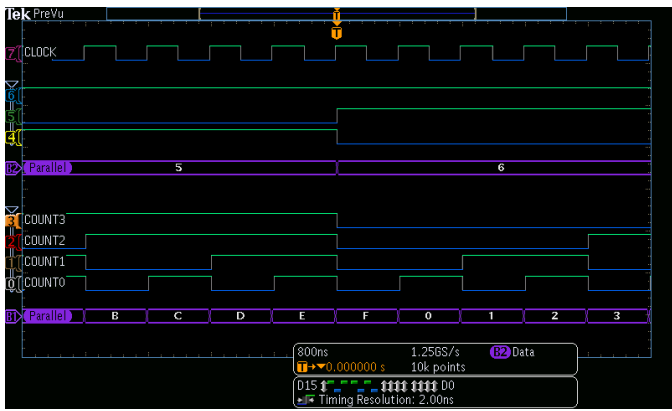 Tek PreVu
T
T
7 CLOCK
6
5
4
B2 Parallel 5 6
3 COUNT3
2 COUNT2
1 COUNT1
0 COUNT0
B1 Parallel B C D E F 0 1 2 3
800ns 1.25GS/s B2 Data
T→▼0.000000 s 10k points
D15 D0
Timing Resolution: 2.00ns